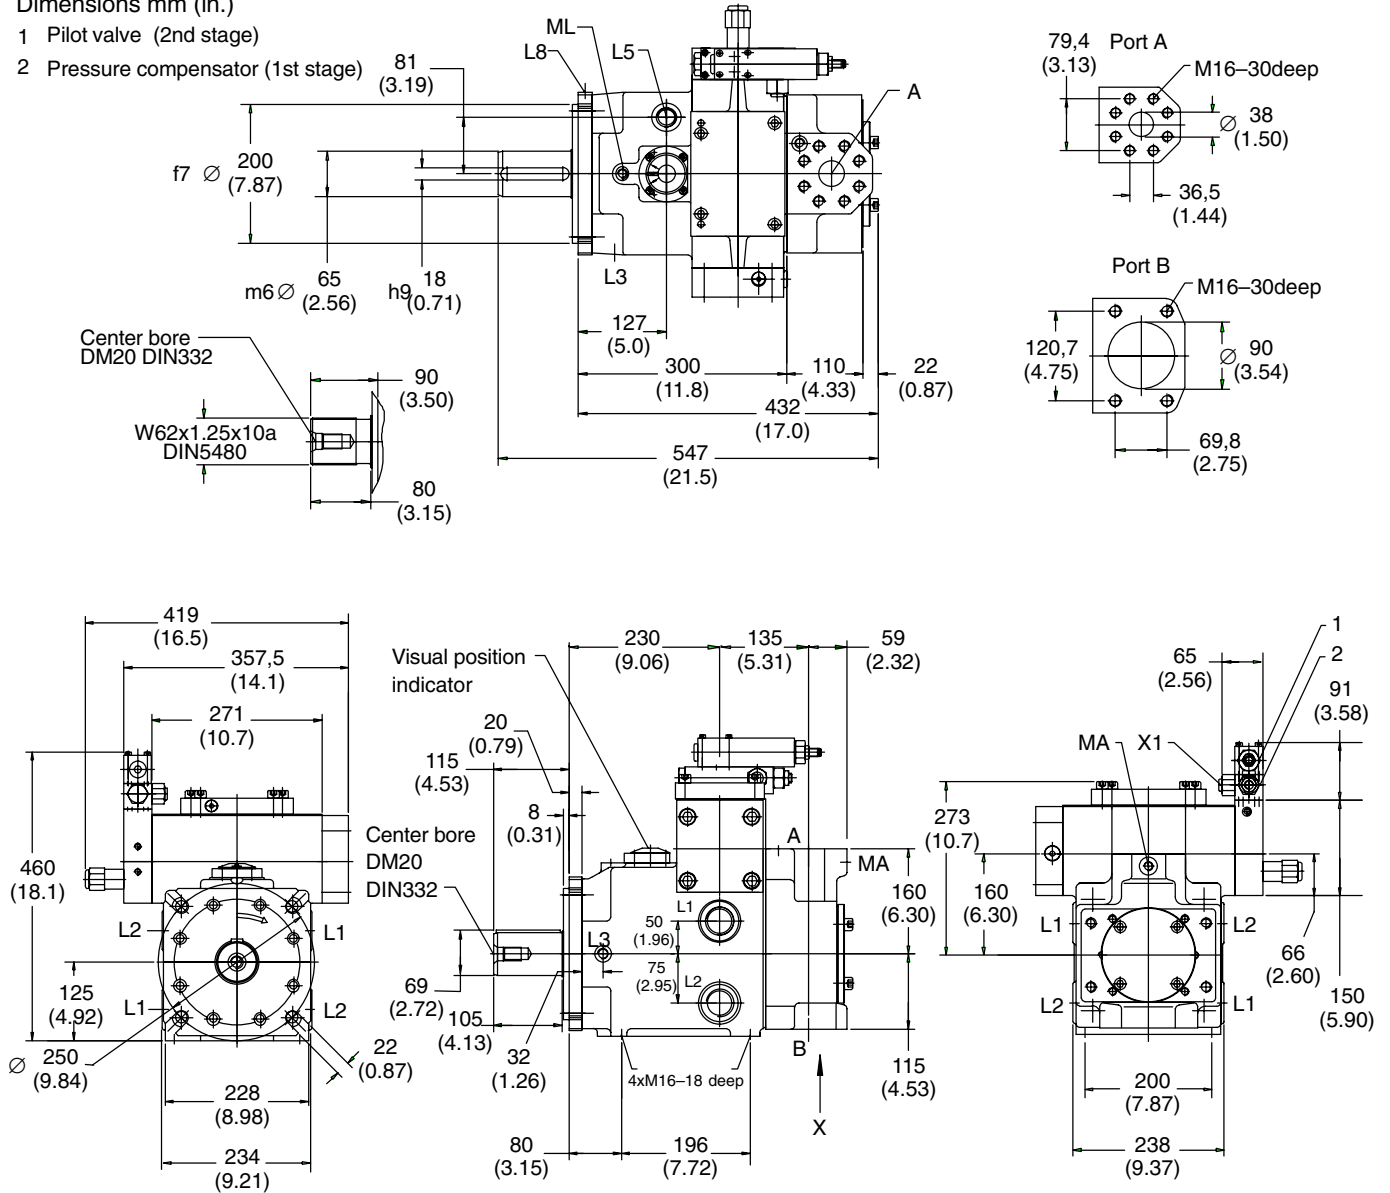 Dimensions mm (in.)
1 Pilot valve (2nd stage)
2 Pressure compensator (1st stage)
81
(3.19)
ML
L8
L5
A
f7 ∅ 200
(7.87)
m6 ∅ 65
(2.56)
h9 18
(0.71)
L3
127
(5.0)
300
(11.8)
110
(4.33)
22
(0.87)
432
(17.0)
547
(21.5)
79,4
(3.13)
Port A
M16–30deep
∅ 38
(1.50)
36,5
(1.44)
Port B
M16–30deep
120,7
(4.75)
∅ 90
(3.54)
69,8
(2.75)
Center bore
DM20 DIN332
90
(3.50)
W62x1.25x10a
DIN5480
80
(3.15)
419
(16.5)
357,5
(14.1)
271
(10.7)
460
(18.1)
L2
L1
125
(4.92)
L1
L2
∅ 250
(9.84)
22
(0.87)
228
(8.98)
234
(9.21)
Visual position
indicator
230
(9.06)
135
(5.31)
59
(2.32)
20
(0.79)
115
(4.53)
8
(0.31)
Center bore
DM20
DIN332
A
MA
L1
50
(1.96)
L3
75
(2.95)
L2
160
(6.30)
69
(2.72)
105
(4.13)
32
(1.26)
4xM16–18 deep
B
X
115
(4.53)
80
(3.15)
196
(7.72)
1
2
65
(2.56)
91
(3.58)
MA
X1
273
(10.7)
160
(6.30)
L1
L2
66
(2.60)
L2
L1
150
(5.90)
200
(7.87)
238
(9.37)